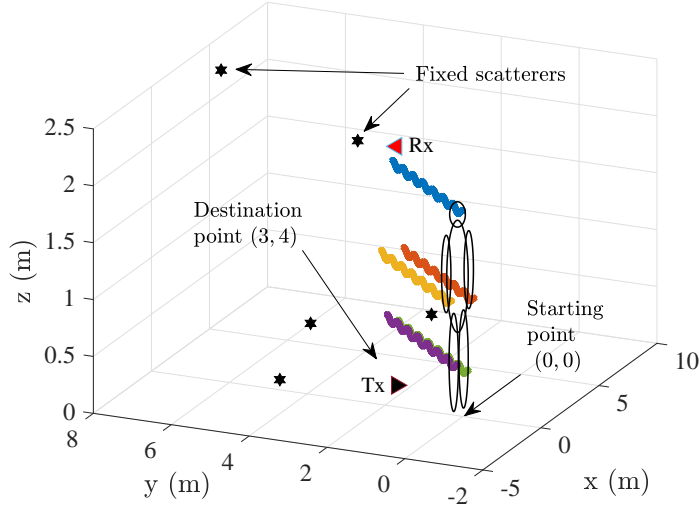 Fixed scatterers
Rx
2.5
2
1.5
1
0.5
0
z (m)
Destination
point (3, 4)
Starting
point
(0, 0)
Tx
8
6
4
2
0
-2
y (m)
-5
0
5
10
x (m)